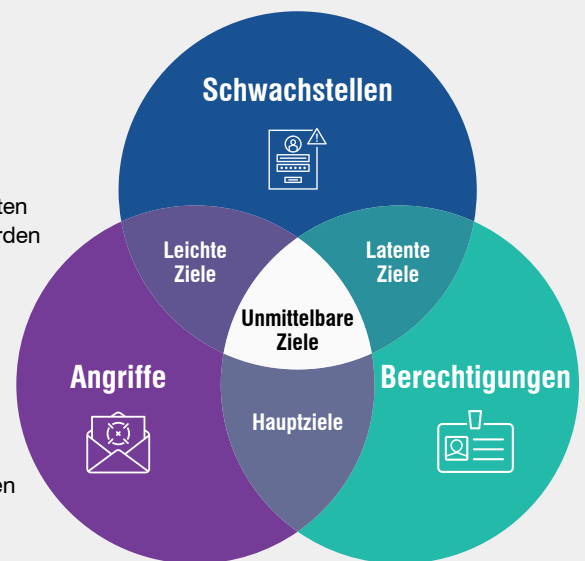 Schwachstellen
Leichte
Ziele
Latente
Ziele
Unmittelbare
Ziele
Angriffe
Berechtigungen
Hauptziele